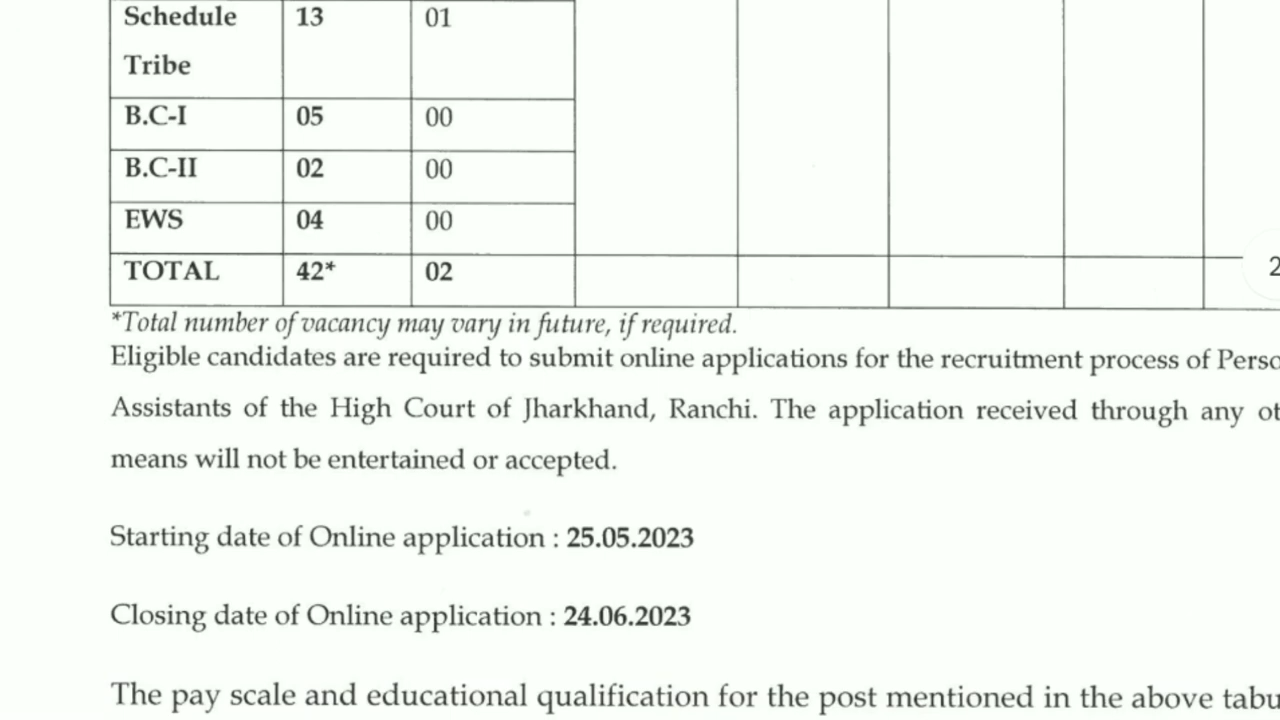 Schedule 13 01
Tribe
B.C-I 05 00
B.C-II 02 00
EWS 04 00
TOTAL 42* 02
2
*Total number of vacancy may vary in future, if required.
Eligible candidates are required to submit online applications for the recruitment process of Perso
Assistants of the High Court of Jharkhand, Ranchi. The application received through any ot
means will not be entertained or accepted.
Starting date of Online application : 25.05.2023
Closing date of Online application : 24.06.2023
The pay scale and educational qualification for the post mentioned in the above tabu